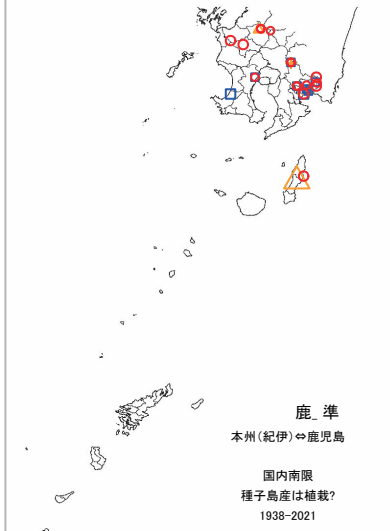 鹿_ 準
本州(紀伊)⇔鹿児島
国内南限
種子島産は植栽?
1938-2021